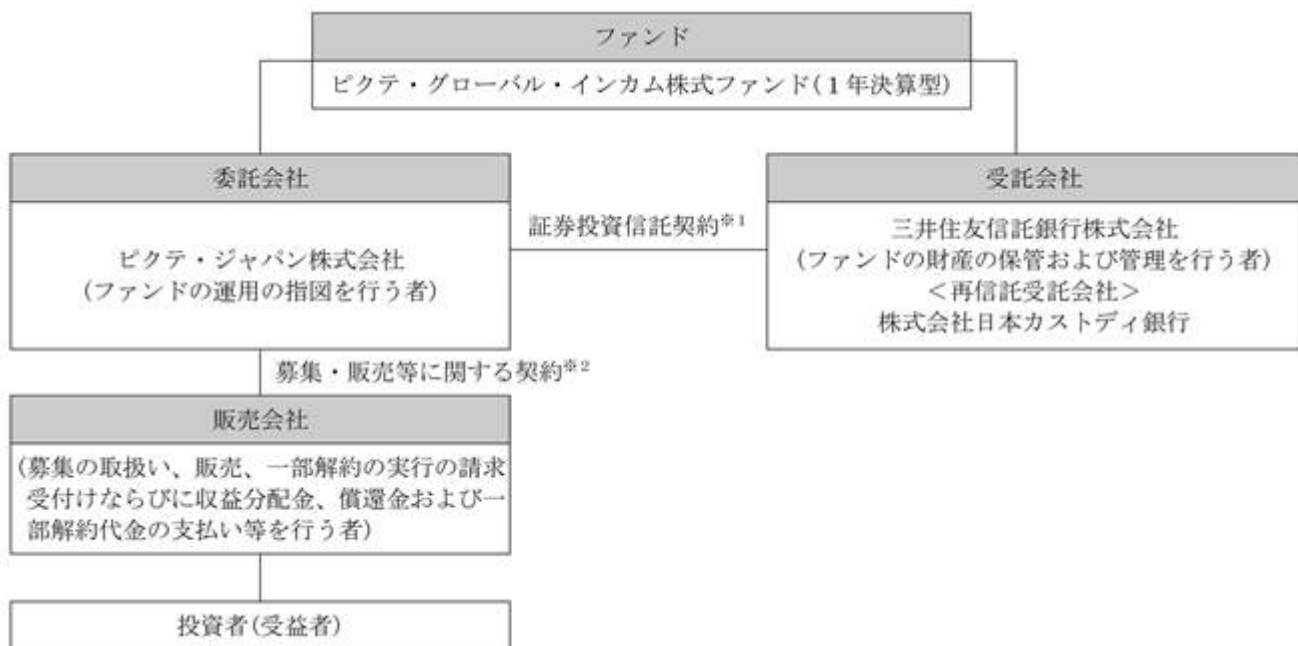 ファンド
ピクテ・グローバル・インカム株式ファンド(1年決算型)
委託会社
ピクテ・ジャパン株式会社
(ファンドの運用の指図を行う者)
証券投資信託契約※1
受託会社
三井住友信託銀行株式会社
(ファンドの財産の保管および管理を行う者)
<再信託受託会社>
株式会社日本カストディ銀行
募集・販売等に関する契約※2
販売会社
(募集の取扱い、販売、一部解約の実行の請求
受付けならびに収益分配金、償還金および一
部解約代金の支払い等を行う者)
投資者(受益者)